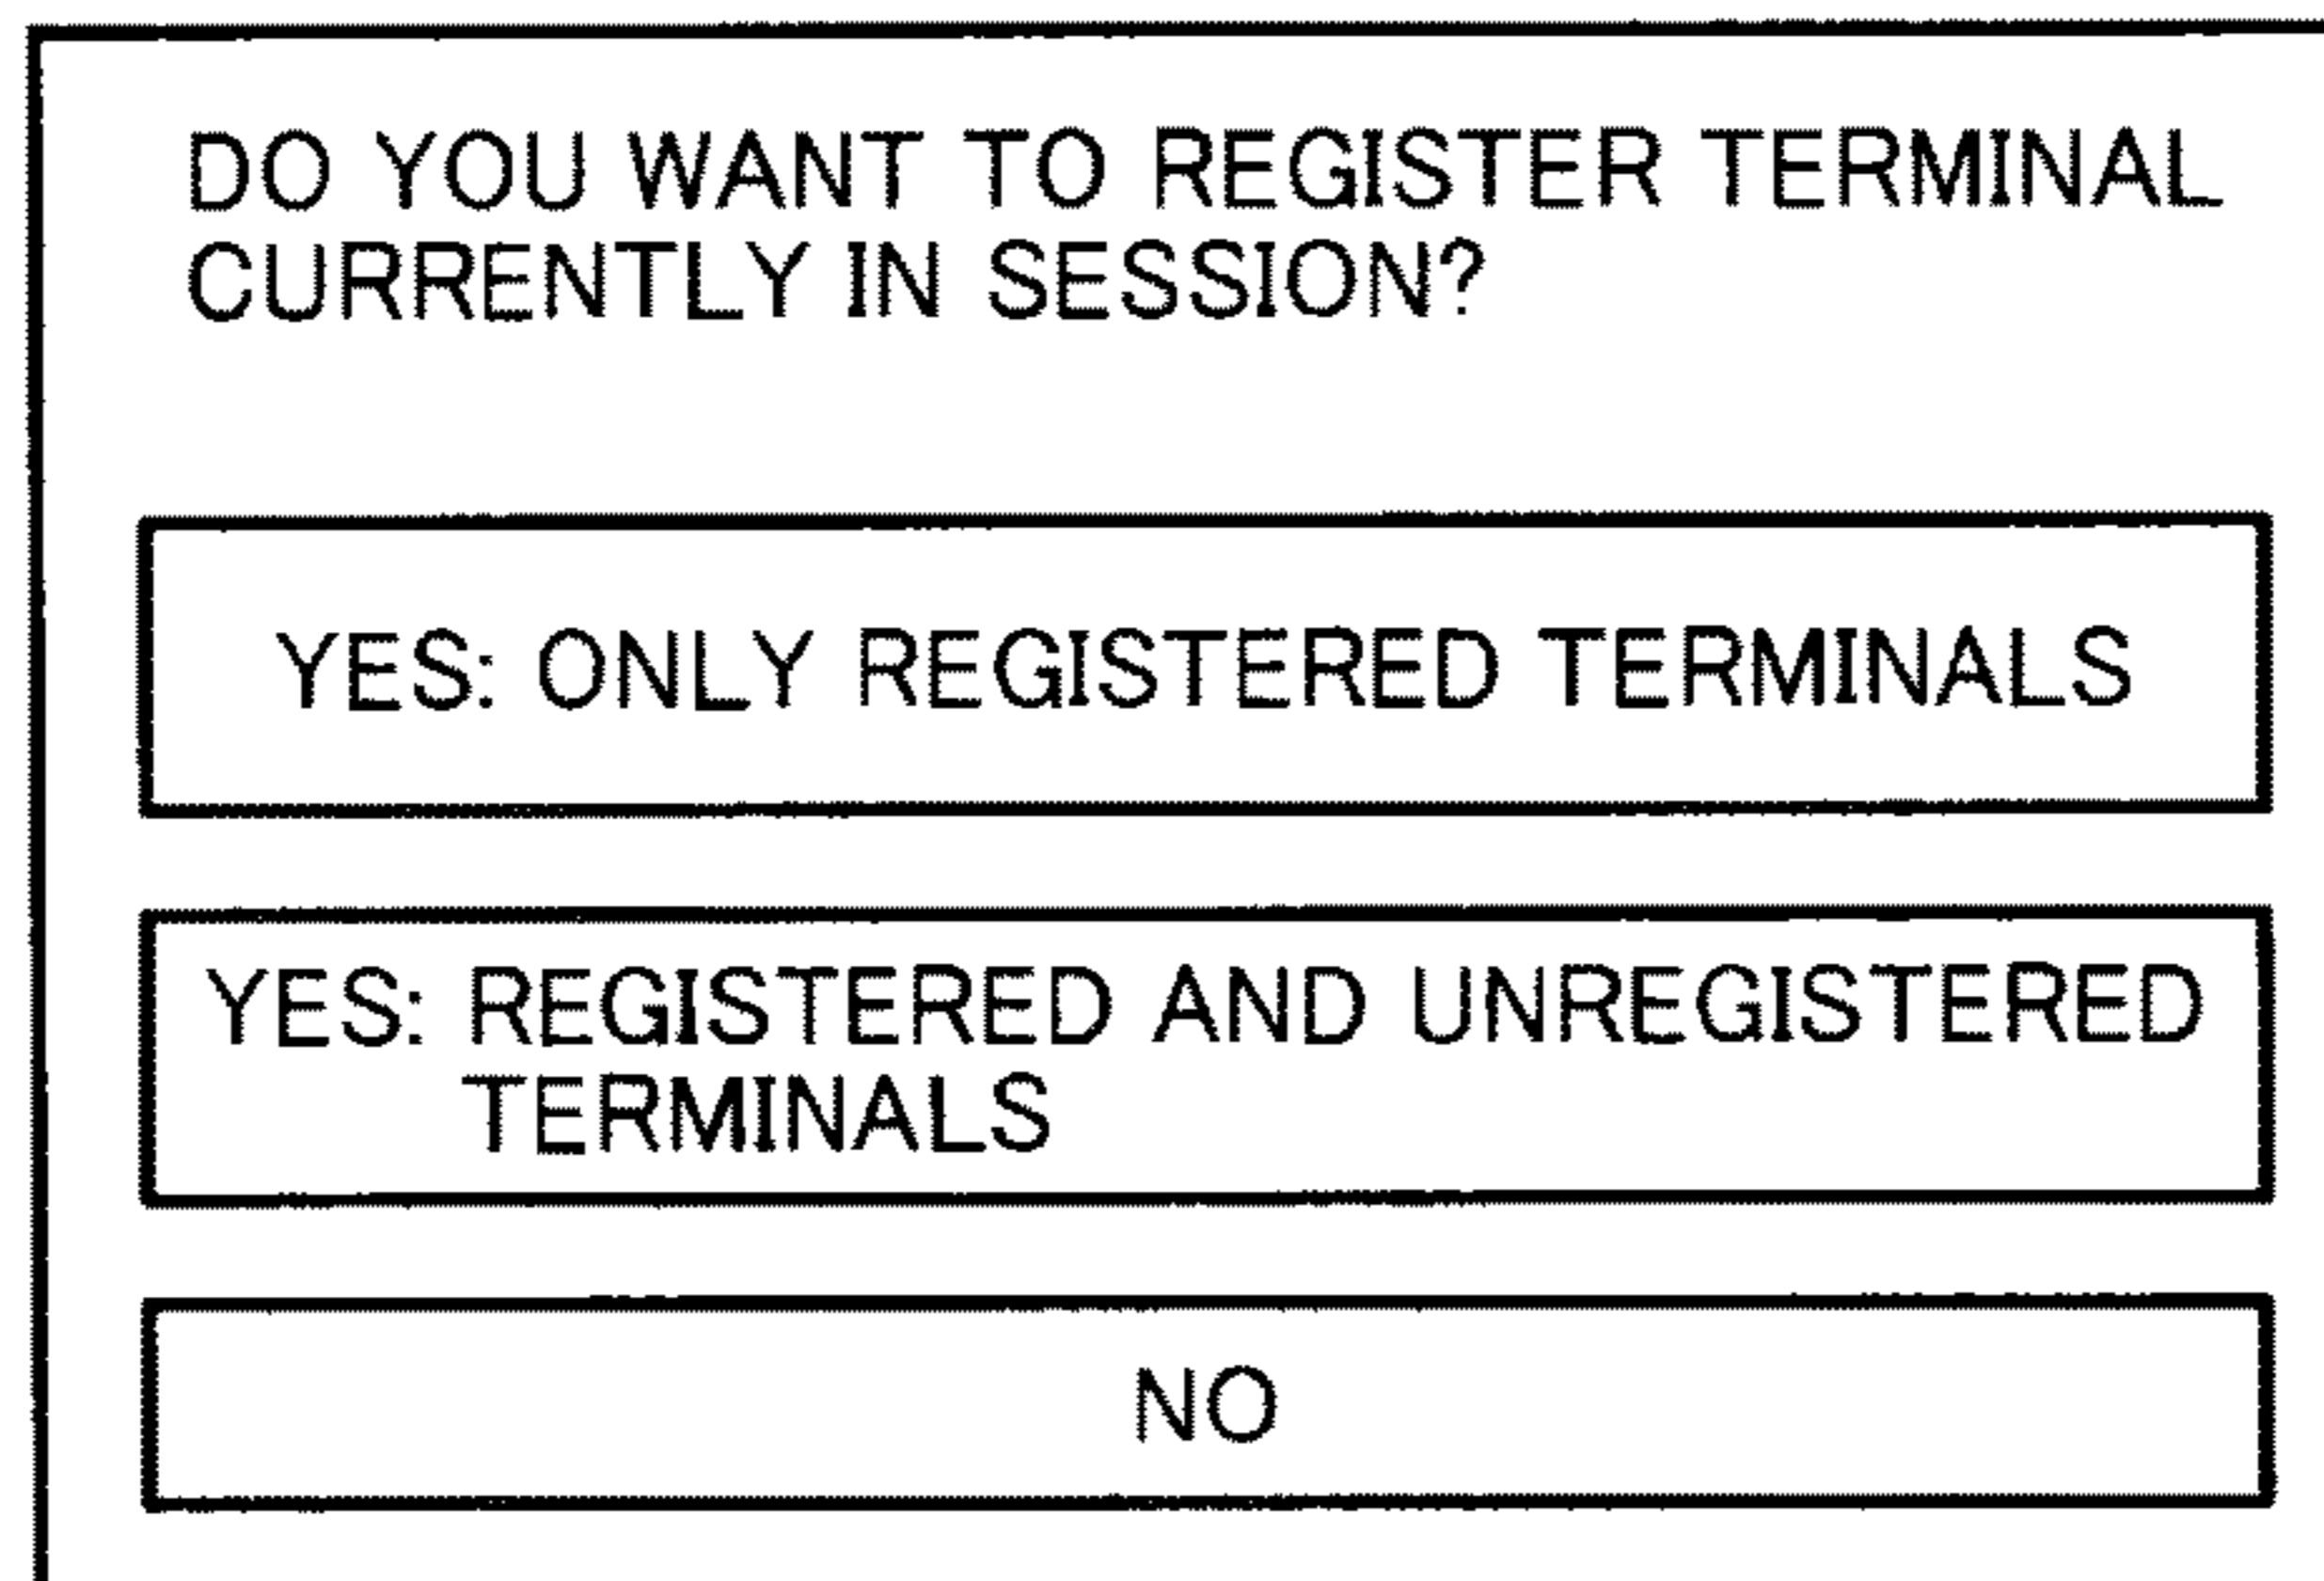 DO YOU WANT TO REGISTER TERMINAL
CURRENTLY IN SESSION?
YES: ONLY REGISTERED TERMINALS
YES: REGISTERED AND UNREGISTERED
TERMINALS
NO